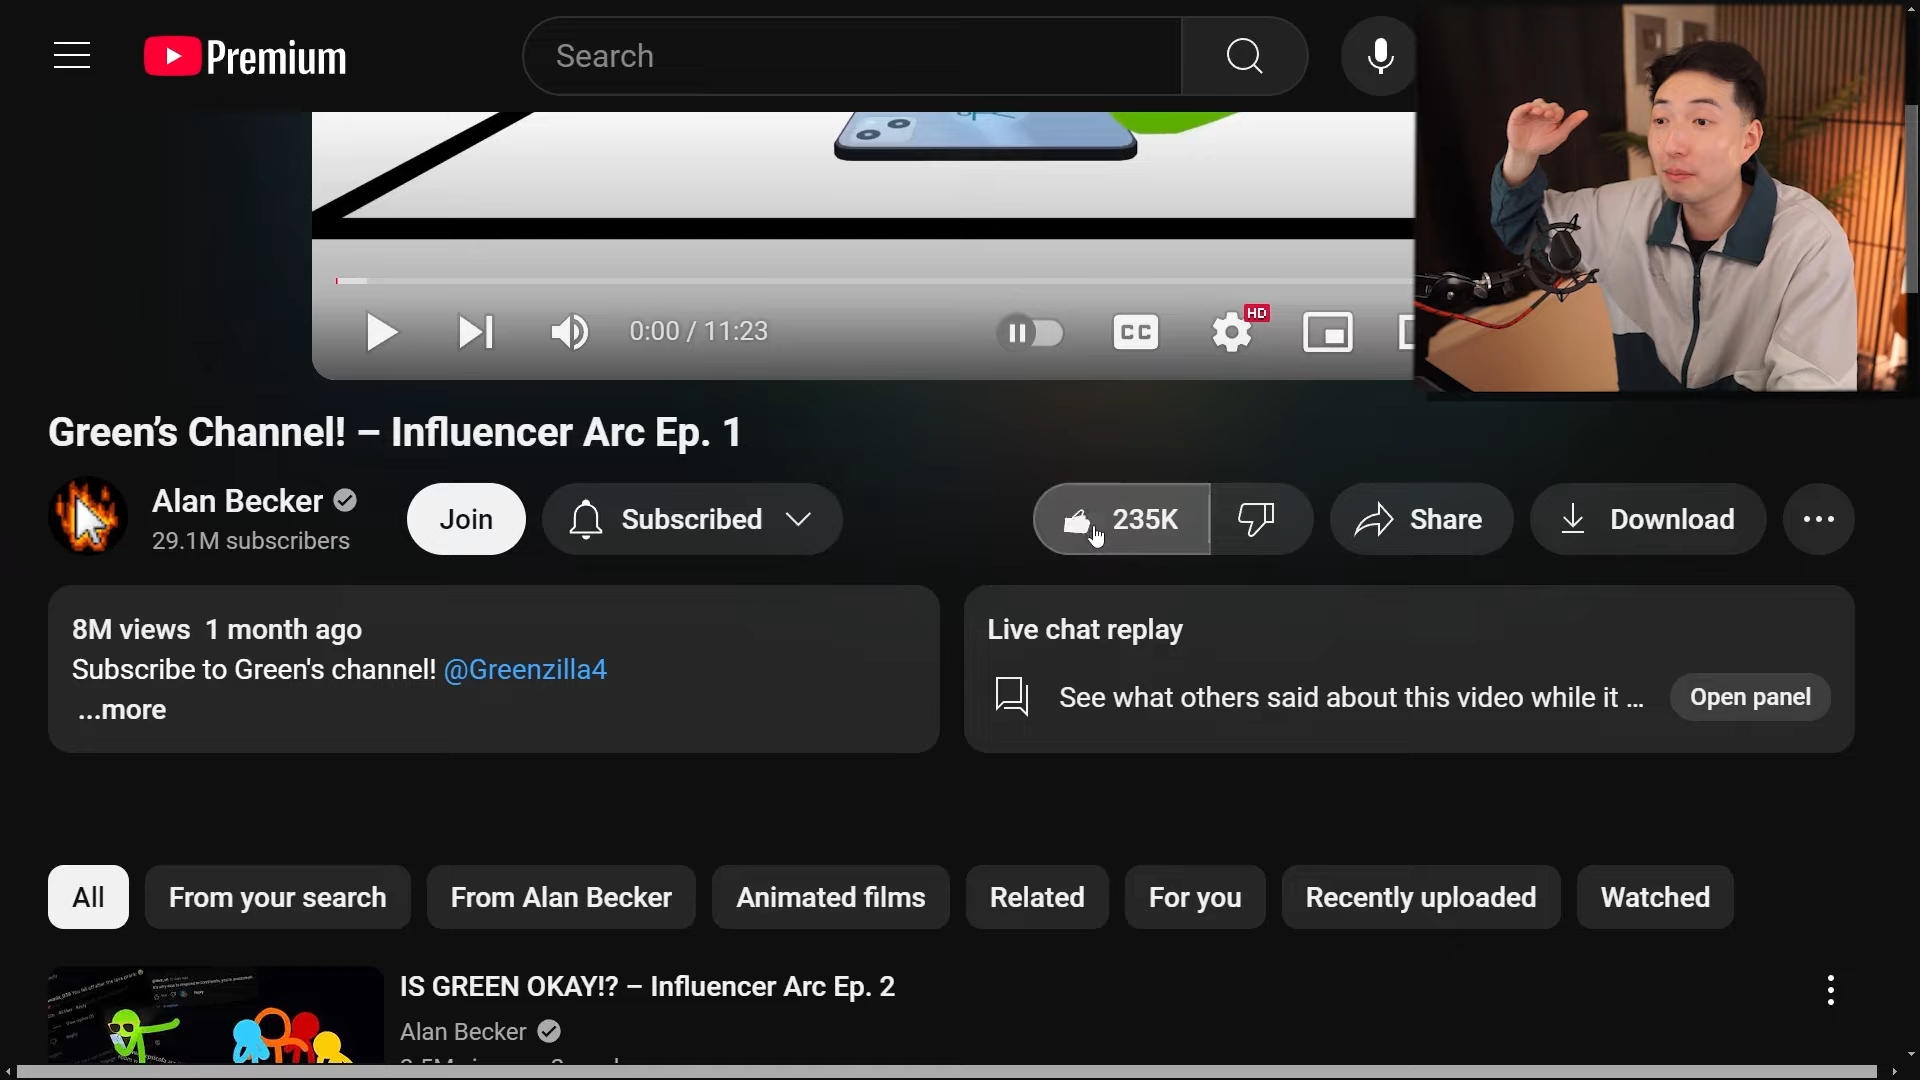 Premium
Search
0:00 / 11:23
CC
HD
Green's Channel! – Influencer Arc Ep. 1
Alan Becker
29.1M subscribers
Join
Subscribed
235K
Share
Download
8M views 1 month ago
Subscribe to Green's channel! @Greenzilla4
...more
Live chat replay
See what others said about this video while it ...
Open panel
All
From your search
From Alan Becker
Animated films
Related
For you
Recently uploaded
Watched
IS GREEN OKAY!? – Influencer Arc Ep. 2
Alan Becker